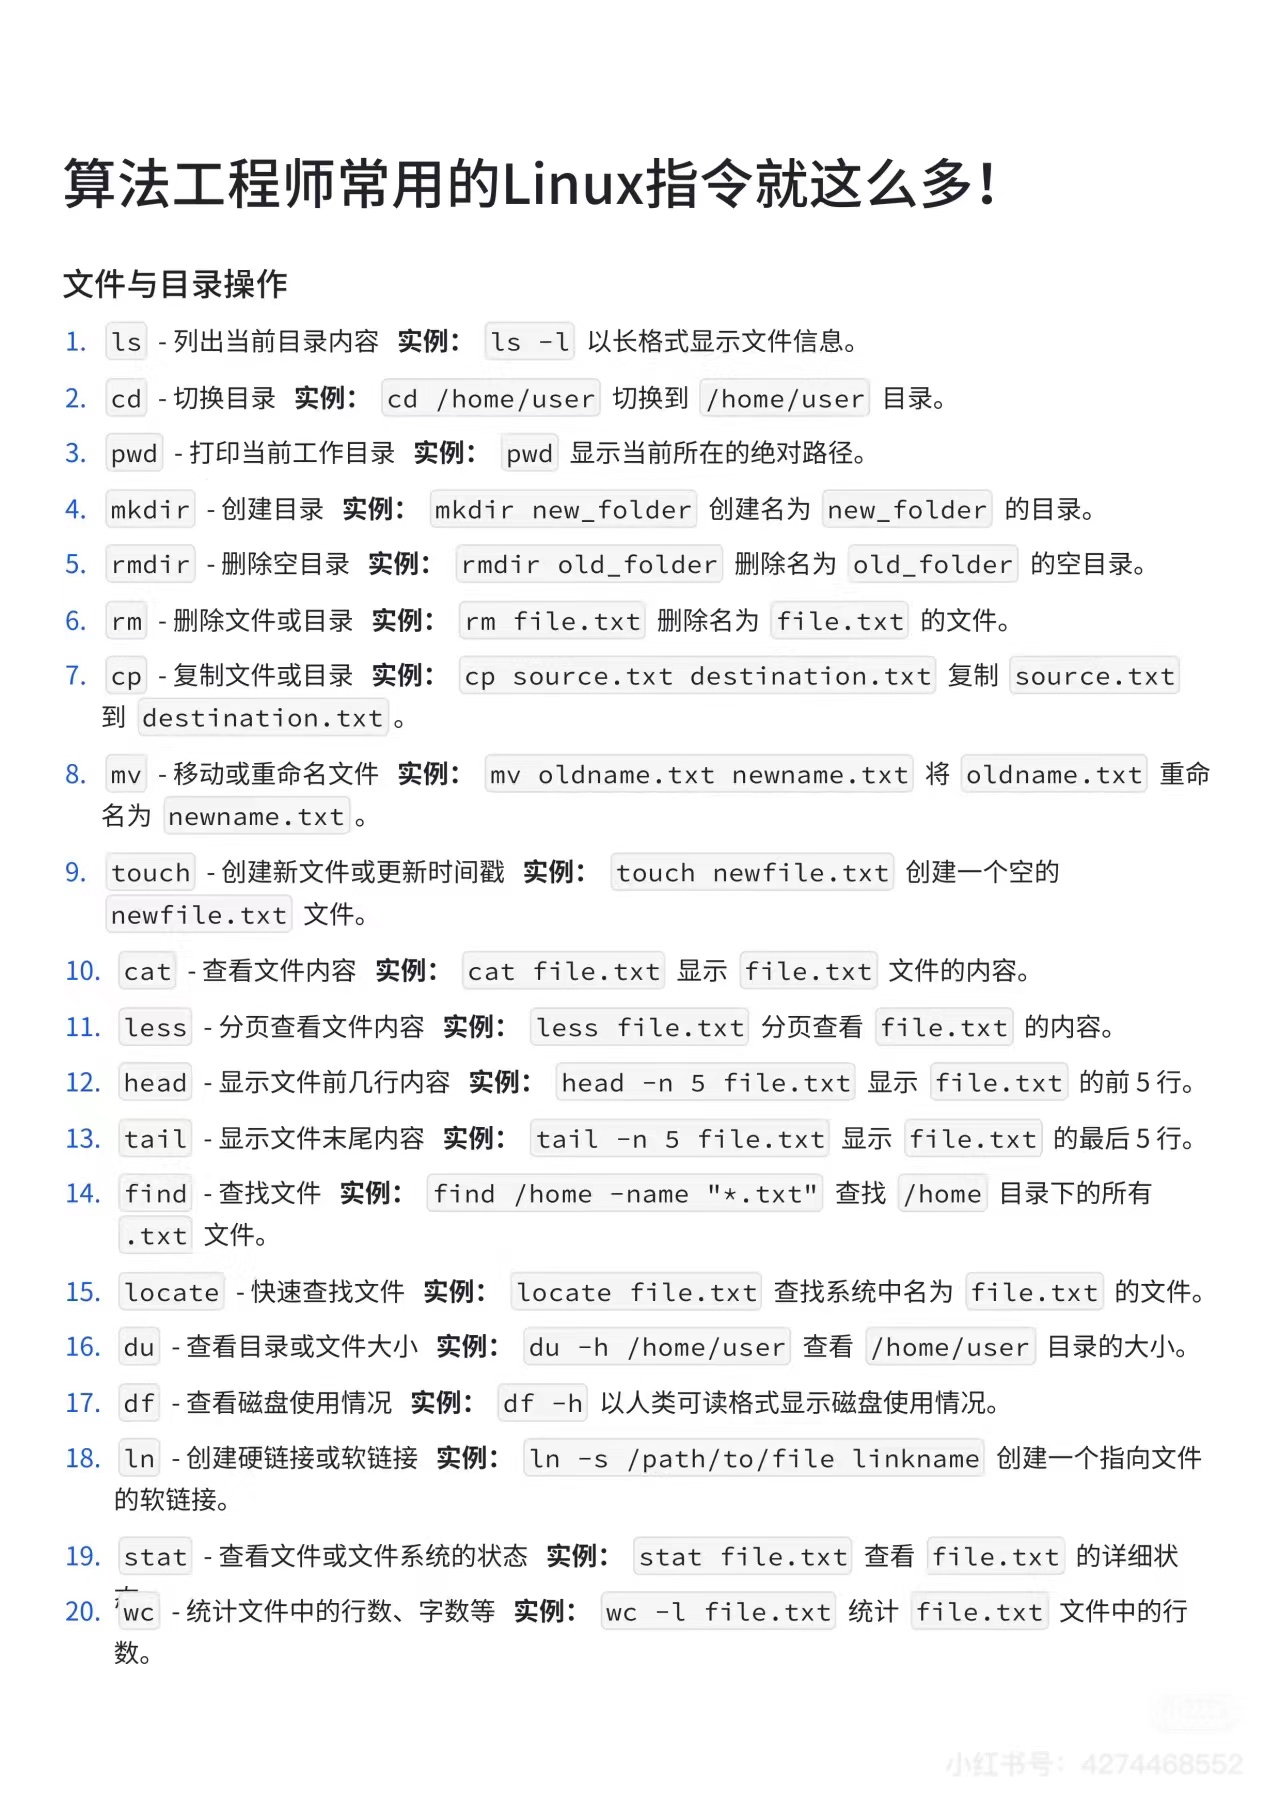 算法工程师常用的Linux指令就这么多！
文件与目录操作
1. ls - 列出当前目录内容 实例： ls -l 以长格式显示文件信息。
2. cd - 切换目录 实例： cd /home/user 切换到 /home/user 目录。
3. pwd - 打印当前工作目录 实例： pwd 显示当前所在的绝对路径。
4. mkdir - 创建目录 实例： mkdir new_folder 创建名为 new_folder 的目录。
5. rmdir - 删除空目录 实例： rmdir old_folder 删除名为 old_folder 的空目录。
6. rm - 删除文件或目录 实例： rm file.txt 删除名为 file.txt 的文件。
7. cp - 复制文件或目录 实例： cp source.txt destination.txt 复制 source.txt
到 destination.txt 。
8. mv - 移动或重命名文件 实例： mv oldname.txt newname.txt 将 oldname.txt 重命
名为 newname.txt 。
9. touch - 创建新文件或更新时间戳 实例： touch newfile.txt 创建一个空的
newfile.txt 文件。
10. cat - 查看文件内容 实例： cat file.txt 显示 file.txt 文件的内容。
11. less - 分页查看文件内容 实例： less file.txt 分页查看 file.txt 的内容。
12. head - 显示文件前几行内容 实例： head -n 5 file.txt 显示 file.txt 的前 5 行。
13. tail - 显示文件末尾内容 实例： tail -n 5 file.txt 显示 file.txt 的最后 5 行。
14. find - 查找文件 实例： find /home -name "*.txt" 查找 /home 目录下的所有
.txt 文件。
15. locate - 快速查找文件 实例： locate file.txt 查找系统中名为 file.txt 的文件。
16. du - 查看目录或文件大小 实例： du -h /home/user 查看 /home/user 目录的大小。
17. df - 查看磁盘使用情况 实例： df -h 以人类可读格式显示磁盘使用情况。
18. ln - 创建硬链接或软链接 实例： ln -s /path/to/file linkname 创建一个指向文件
的软链接。
19. stat - 查看文件或文件系统的状态 实例： stat file.txt 查看 file.txt 的详细状
20. wc - 统计文件中的行数、字数等 实例： wc -l file.txt 统计 file.txt 文件中的行
数。
小红书号：4274468552